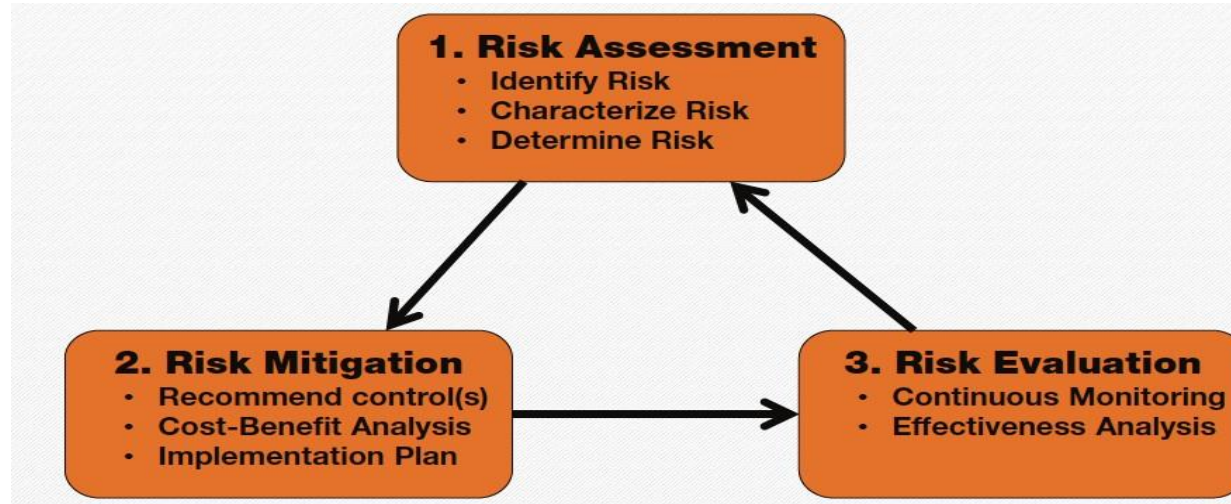 1. Risk Assessment
• Identify Risk
• Characterize Risk
• Determine Risk
2. Risk Mitigation
• Recommend control(s)
• Cost-Benefit Analysis
• Implementation Plan
3. Risk Evaluation
• Continuous Monitoring
• Effectiveness Analysis